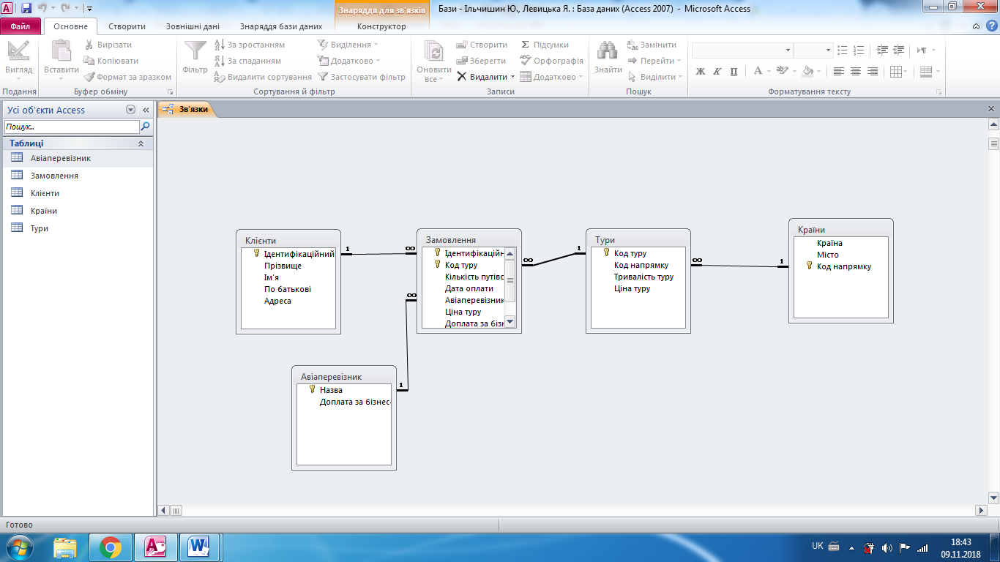 Знаряддя для зв'язків
Бази - Ільчишин Ю., Левицька Я. : База даних (Access 2007) - Microsoft Access
Файл
Основне
Створити
Зовнішні дані
Знаряддя бази даних
Конструктор
Вигляд
Подання
Вставити
Вирізати
Копіювати
Формат за зразком
Буфер обміну
Фільтр
За зростанням
За спаданням
Видалити сортування
Виділення
Додатково
Застосувати фільтр
Сортування й фільтр
Оновити все
Створити
Зберегти
Видалити
Підсумки
Орфографія
Додатково
Записи
Знайти
Замінити
Перейти
Виділити
Пошук
Ж К П
Форматування тексту
Усі об'єкти Access
Пошук...
Таблиці
Авіаперевізник
Замовлення
Клієнти
Країни
Тури
Зв'язки
Клієнти
Ідентифікаційний
Прізвище
Ім'я
По батькові
Адреса
1
∞
Замовлення
Ідентифікаційн
Код туру
Кількість путівс
Дата оплати
Авіаперевізник
Ціна туру
Доплата за бізн
∞
1
Тури
Код туру
Код напрямку
Тривалість туру
Ціна туру
∞
1
Країни
Країна
Місто
Код напрямку
∞
1
Авіаперевізник
Назва
Доплата за бізнес-
Готово
UK
18:43
09.11.2018